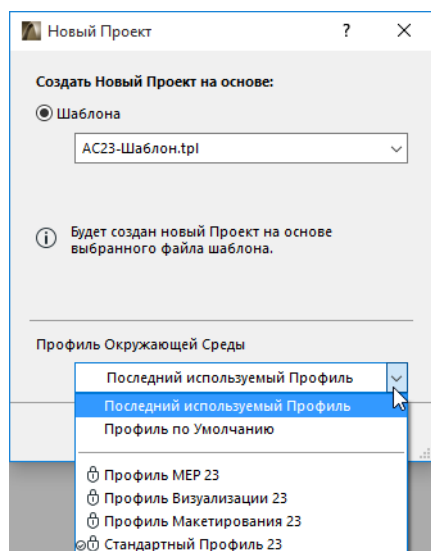 Новый Проект ?
Создать Новый Проект на основе:
Шаблона
АС23-Шаблон.tpl
Будет создан новый Проект на основе
выбранного файла шаблона.
Профиль Окружающей Среды
Последний используемый Профиль
Последний используемый Профиль
Профиль по Умолчанию
Профиль МЕР 23
Профиль Визуализации 23
Профиль Макетирования 23
Стандартный Профиль 23